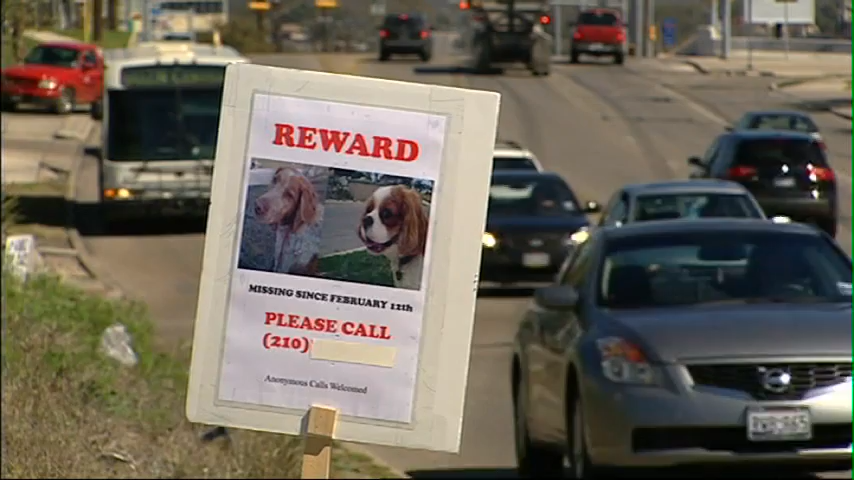 REWARD
MISSING SINCE FEBRUARY 12th
PLEASE CALL
(210)
Anonymous Calls Welcomed